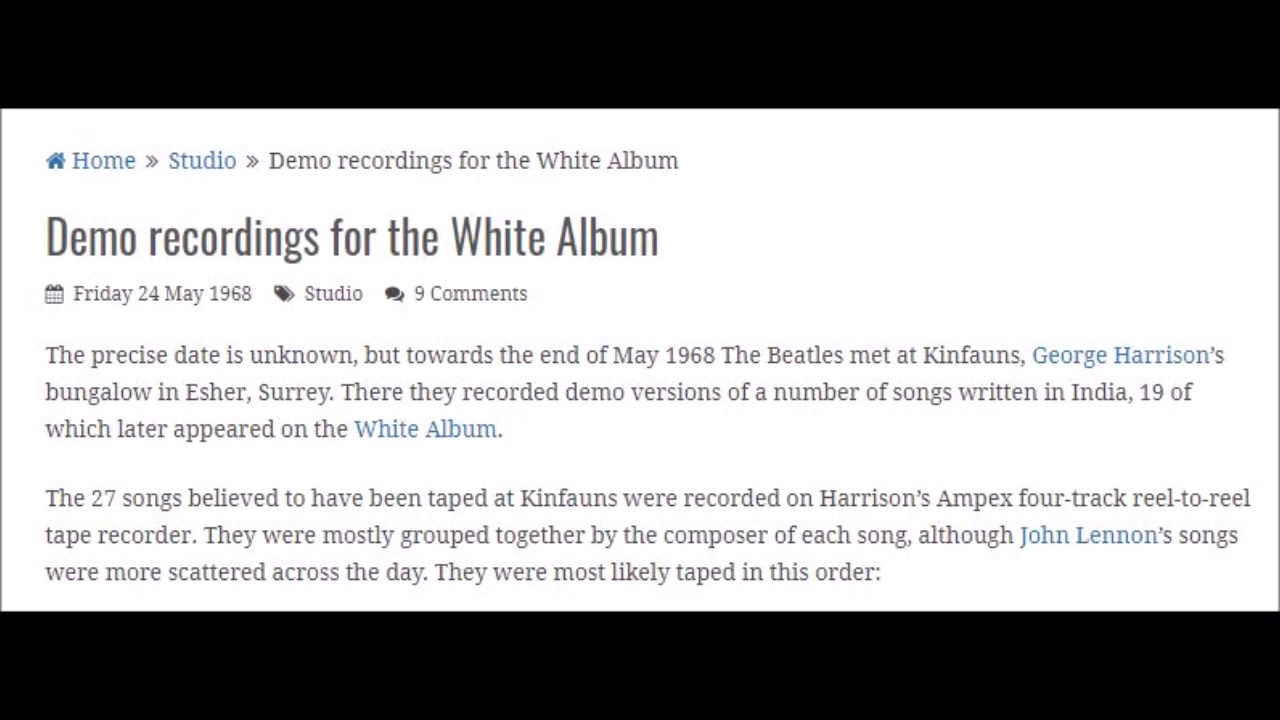 Home » Studio » Demo recordings for the White Album
Demo recordings for the White Album
Friday 24 May 1968 Studio 9 Comments
The precise date is unknown, but towards the end of May 1968 The Beatles met at Kinfauns, George Harrison’s
bungalow in Esher, Surrey. There they recorded demo versions of a number of songs written in India, 19 of
which later appeared on the White Album.
The 27 songs believed to have been taped at Kinfauns were recorded on Harrison’s Ampex four-track reel-to-reel
tape recorder. They were mostly grouped together by the composer of each song, although John Lennon’s songs
were more scattered across the day. They were most likely taped in this order: